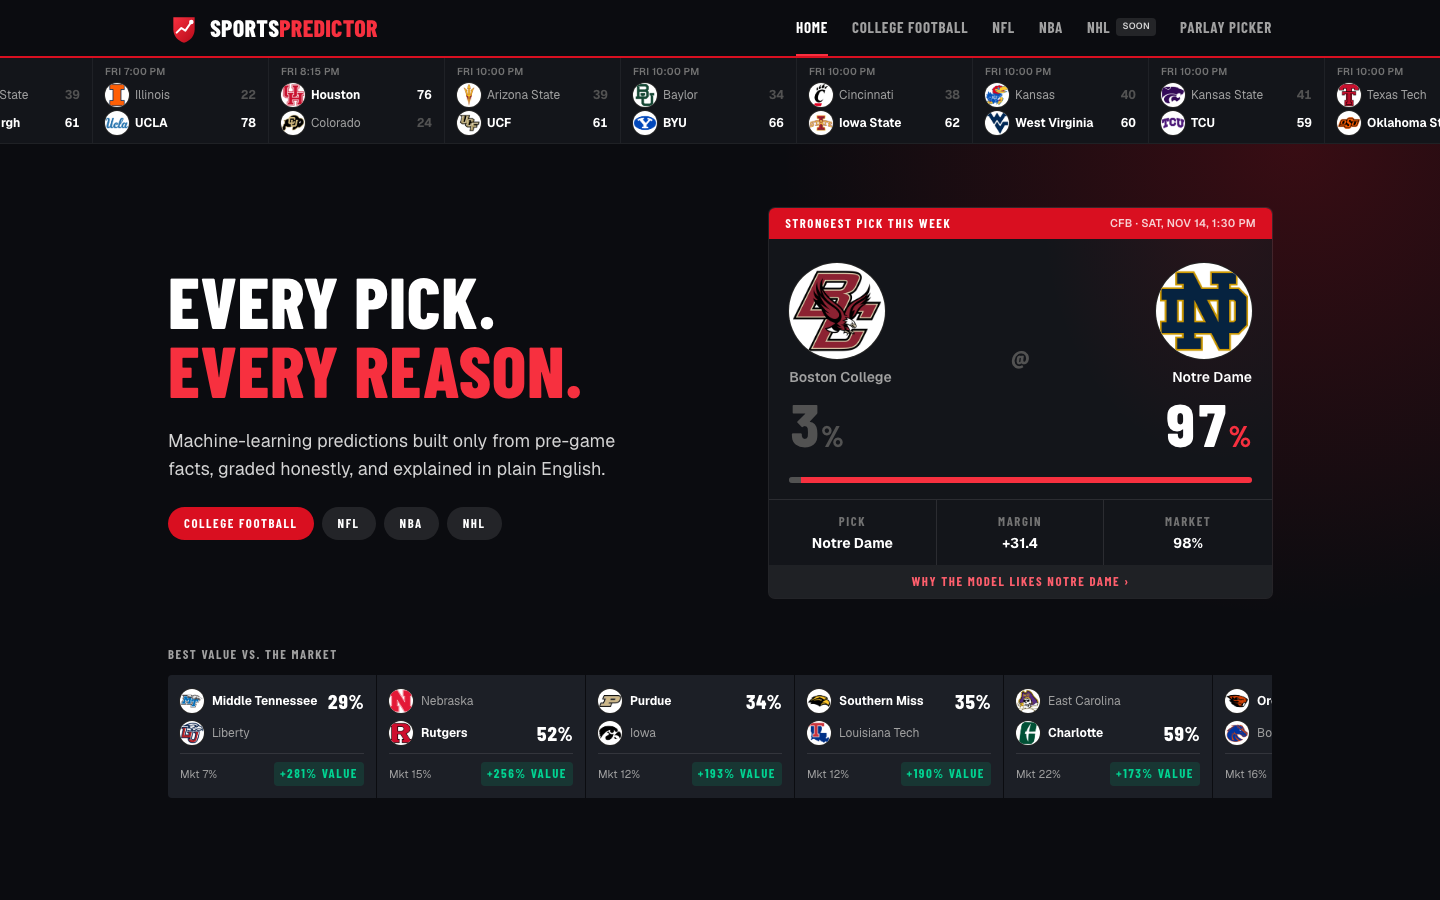 SPORTSPREDICTOR
HOME COLLEGE FOOTBALL NFL NBA NHL SOON PARLAY PICKER
State 39
rgh 61
FRI 7:00 PM
Illinois 22
UCLA 78
FRI 8:15 PM
Houston 76
Colorado 24
FRI 10:00 PM
Arizona State 39
UCF 61
FRI 10:00 PM
Baylor 34
BYU 66
FRI 10:00 PM
Cincinnati 38
Iowa State 62
FRI 10:00 PM
Kansas 40
West Virginia 60
FRI 10:00 PM
Kansas State 41
TCU 59
FRI 10:00 PM
Texas Tech
Oklahoma St
EVERY PICK.
EVERY REASON.
Machine-learning predictions built only from pre-game
facts, graded honestly, and explained in plain English.
COLLEGE FOOTBALL NFL NBA NHL
STRONGEST PICK THIS WEEK CFB · SAT, NOV 14, 1:30 PM
Boston College @ Notre Dame
3% 97%
PICK MARGIN MARKET
Notre Dame +31.4 98%
WHY THE MODEL LIKES NOTRE DAME ›
BEST VALUE VS. THE MARKET
Middle Tennessee 29%
Liberty
Mkt 7% +281% VALUE
Nebraska
Rutgers 52%
Mkt 15% +256% VALUE
Purdue 34%
Iowa
Mkt 12% +193% VALUE
Southern Miss 35%
Louisiana Tech
Mkt 12% +190% VALUE
East Carolina
Charlotte 59%
Mkt 22% +173% VALUE
Or
Bo
Mkt 16%